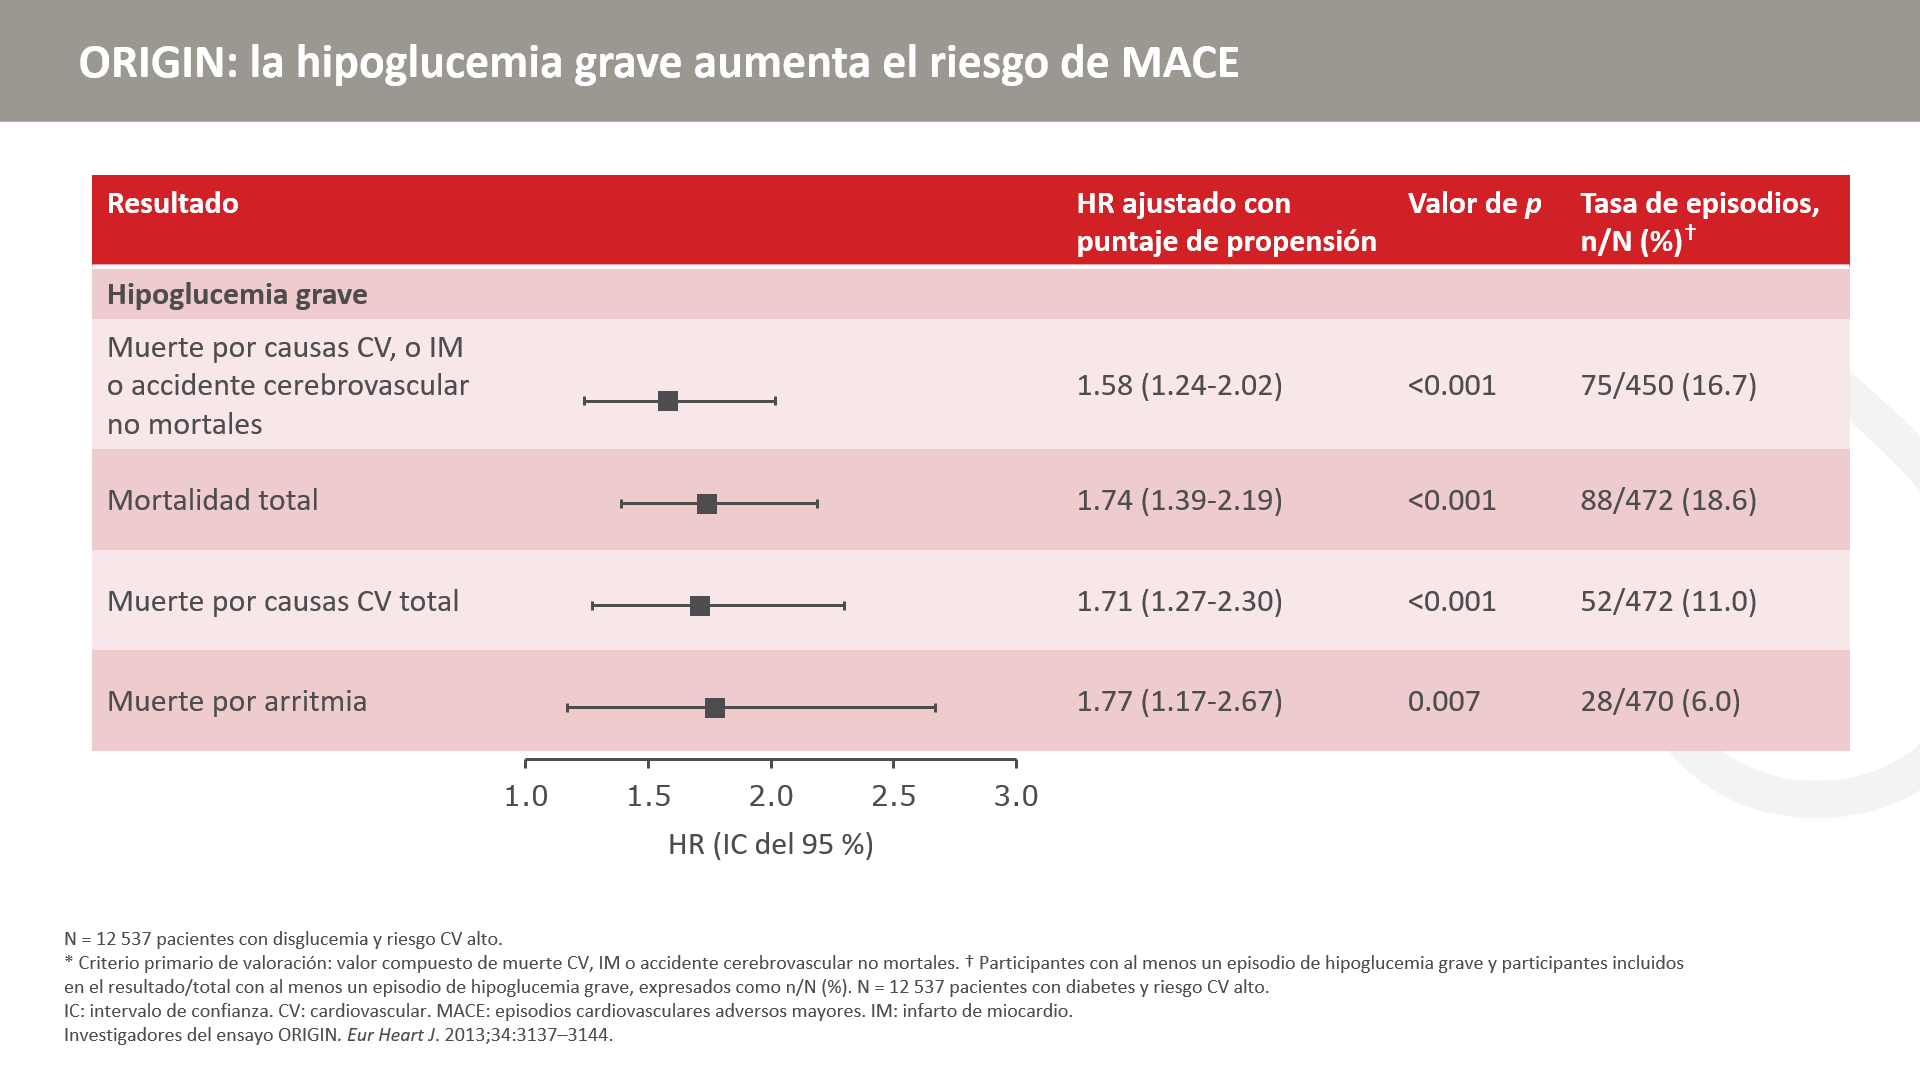 ORIGIN: la hipoglucemia grave aumenta el riesgo de MACE
Resultado
HR ajustado con
puntaje de propensión
Valor de p
Tasa de episodios,
n/N (%)†
Hipoglucemia grave
Muerte por causas CV, o IM
o accidente cerebrovascular
no mortales
1.58 (1.24-2.02)
<0.001
75/450 (16.7)
Mortalidad total
1.74 (1.39-2.19)
<0.001
88/472 (18.6)
Muerte por causas CV total
1.71 (1.27-2.30)
<0.001
52/472 (11.0)
Muerte por arritmia
1.77 (1.17-2.67)
0.007
28/470 (6.0)
1.0 1.5 2.0 2.5 3.0
HR (IC del 95 %)
N = 12 537 pacientes con disglucemia y riesgo CV alto.
* Criterio primario de valoración: valor compuesto de muerte CV, IM o accidente cerebrovascular no mortales. † Participantes con al menos un episodio de hipoglucemia grave y participantes incluidos
en el resultado/total con al menos un episodio de hipoglucemia grave, expresados como n/N (%). N = 12 537 pacientes con diabetes y riesgo CV alto.
IC: intervalo de confianza. CV: cardiovascular. MACE: episodios cardiovasculares adversos mayores. IM: infarto de miocardio.
Investigadores del ensayo ORIGIN. Eur Heart J. 2013;34:3137–3144.